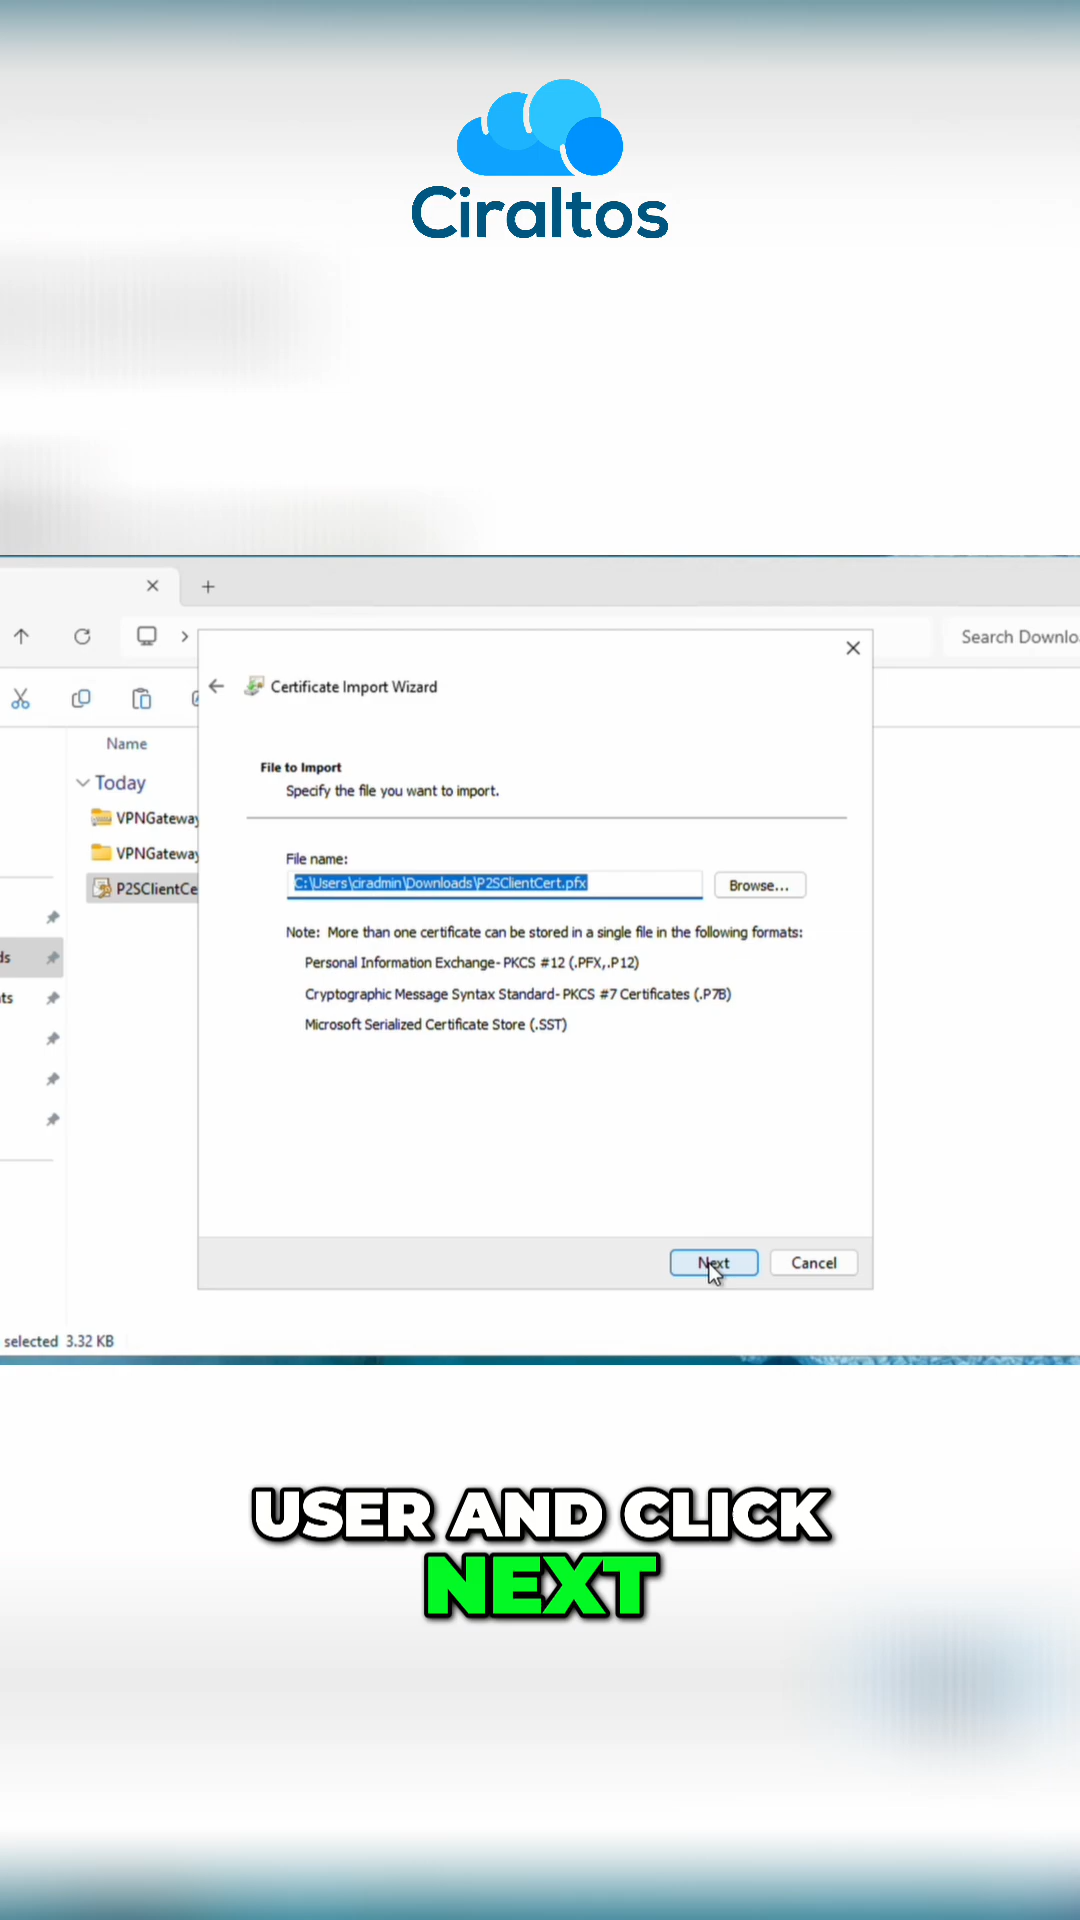 Ciraltos
Search Downlo
Certificate Import Wizard
Name
File to Import
Today
Specify the file you want to import.
VPNGateway
VPNGateway
File name:
P2SClientCe
C:\Users\ciradmin\Downloads\P2SClientCert.pfx
Browse...
Note: More than one certificate can be stored in a single file in the following formats:
ds
Personal Information Exchange- PKCS #12 (.PFX,.P12)
ts
Cryptographic Message Syntax Standard- PKCS #7 Certificates (.P7B)
Microsoft Serialized Certificate Store (.SST)
Next
Cancel
selected 3.32 KB
USER AND CLICK
NEXT